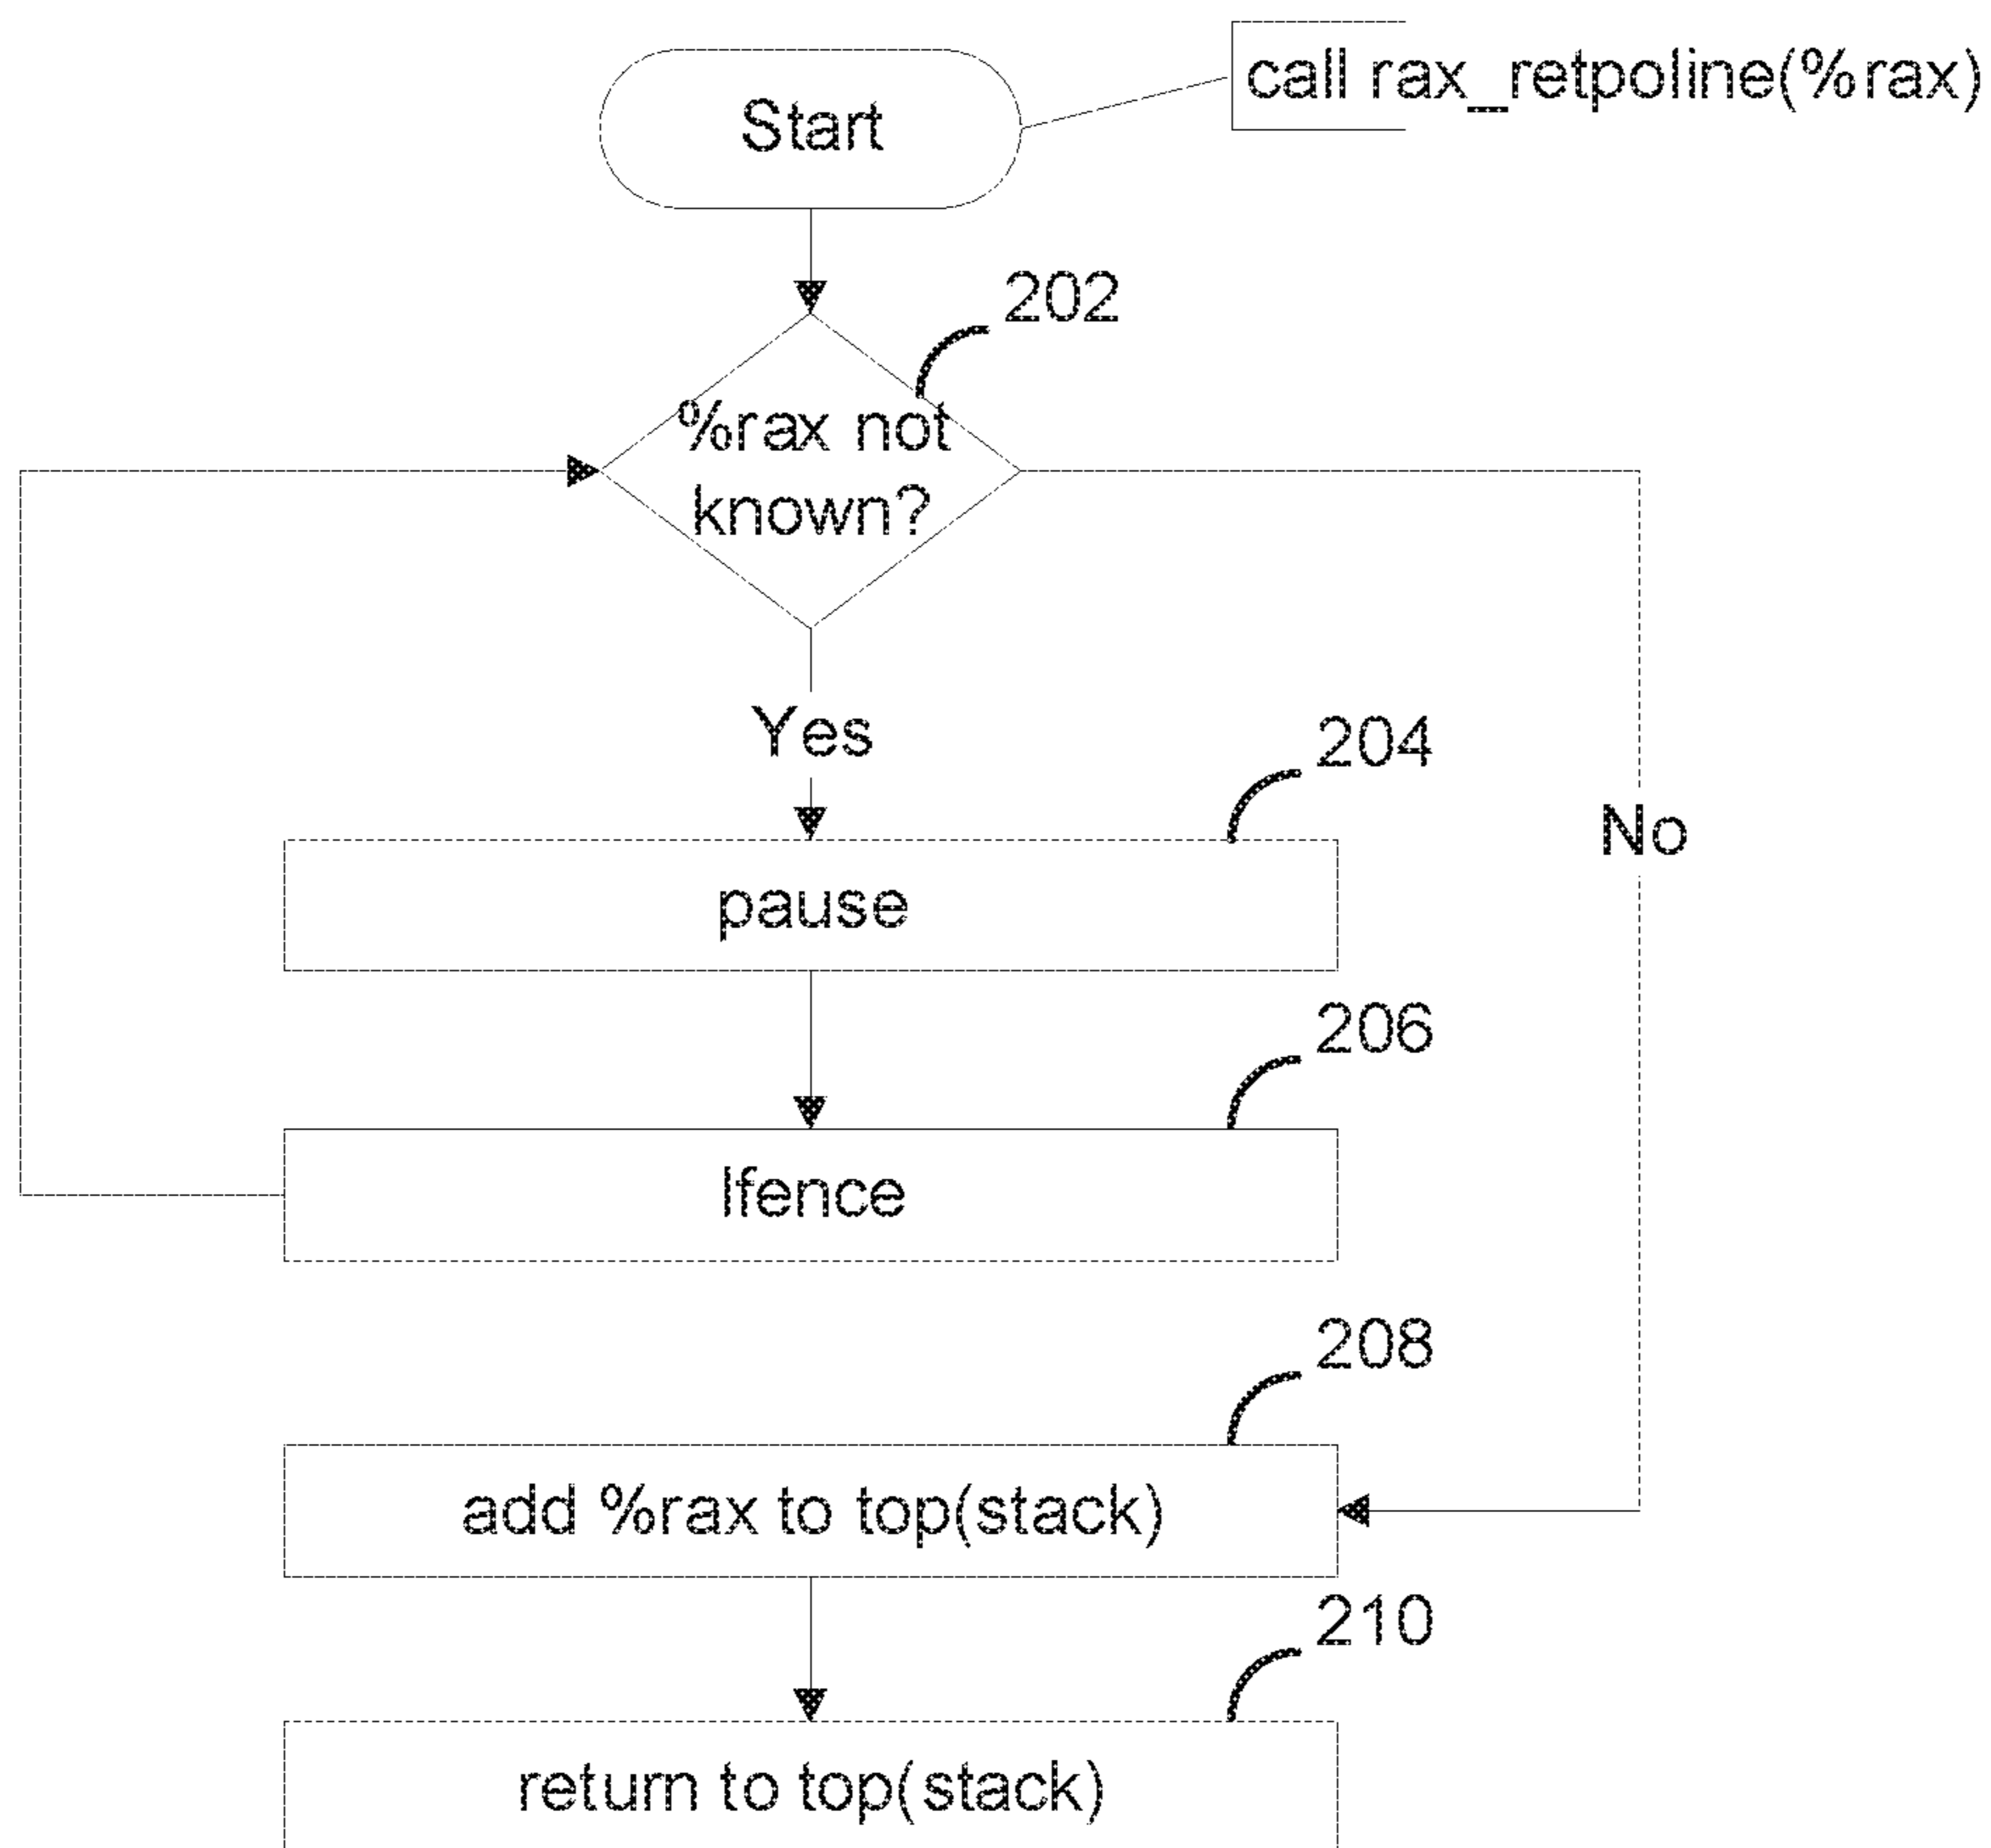 call rax_retpoline(%rax)
Start
202
%rax not
known?
Yes
204
No
pause
206
lfence
208
add %rax to top(stack)
210
return to top(stack)